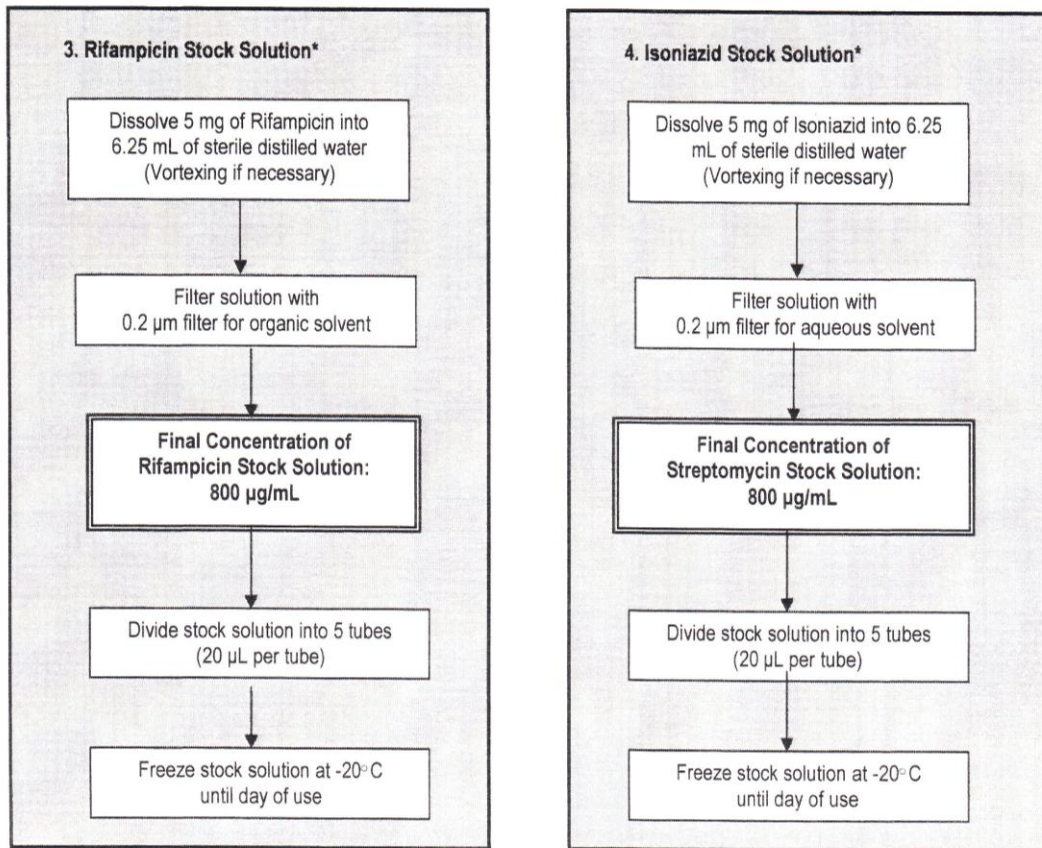 3. Rifampicin Stock Solution*
Dissolve 5 mg of Rifampicin into
6.25 mL of sterile distilled water
(Vortexing if necessary)
Filter solution with
0.2 µm filter for organic solvent
Final Concentration of
Rifampicin Stock Solution:
800 µg/mL
Divide stock solution into 5 tubes
(20 µL per tube)
Freeze stock solution at -20°C
until day of use
4. Isoniazid Stock Solution*
Dissolve 5 mg of Isoniazid into 6.25
mL of sterile distilled water
(Vortexing if necessary)
Filter solution with
0.2 µm filter for aqueous solvent
Final Concentration of
Streptomycin Stock Solution:
800 µg/mL
Divide stock solution into 5 tubes
(20 µL per tube)
Freeze stock solution at -20°C
until day of use